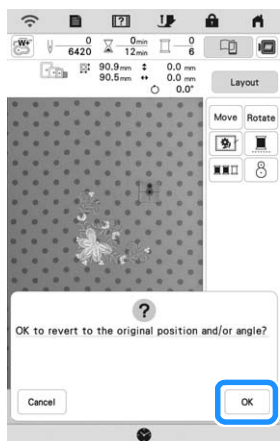 W+
0
6420
0min
12min
0
6
90.9mm
0.0 mm
90.5mm
0.0 mm
0.0°
Layout
Move
Rotate
?
OK to revert to the original position and/or angle?
Cancel
OK